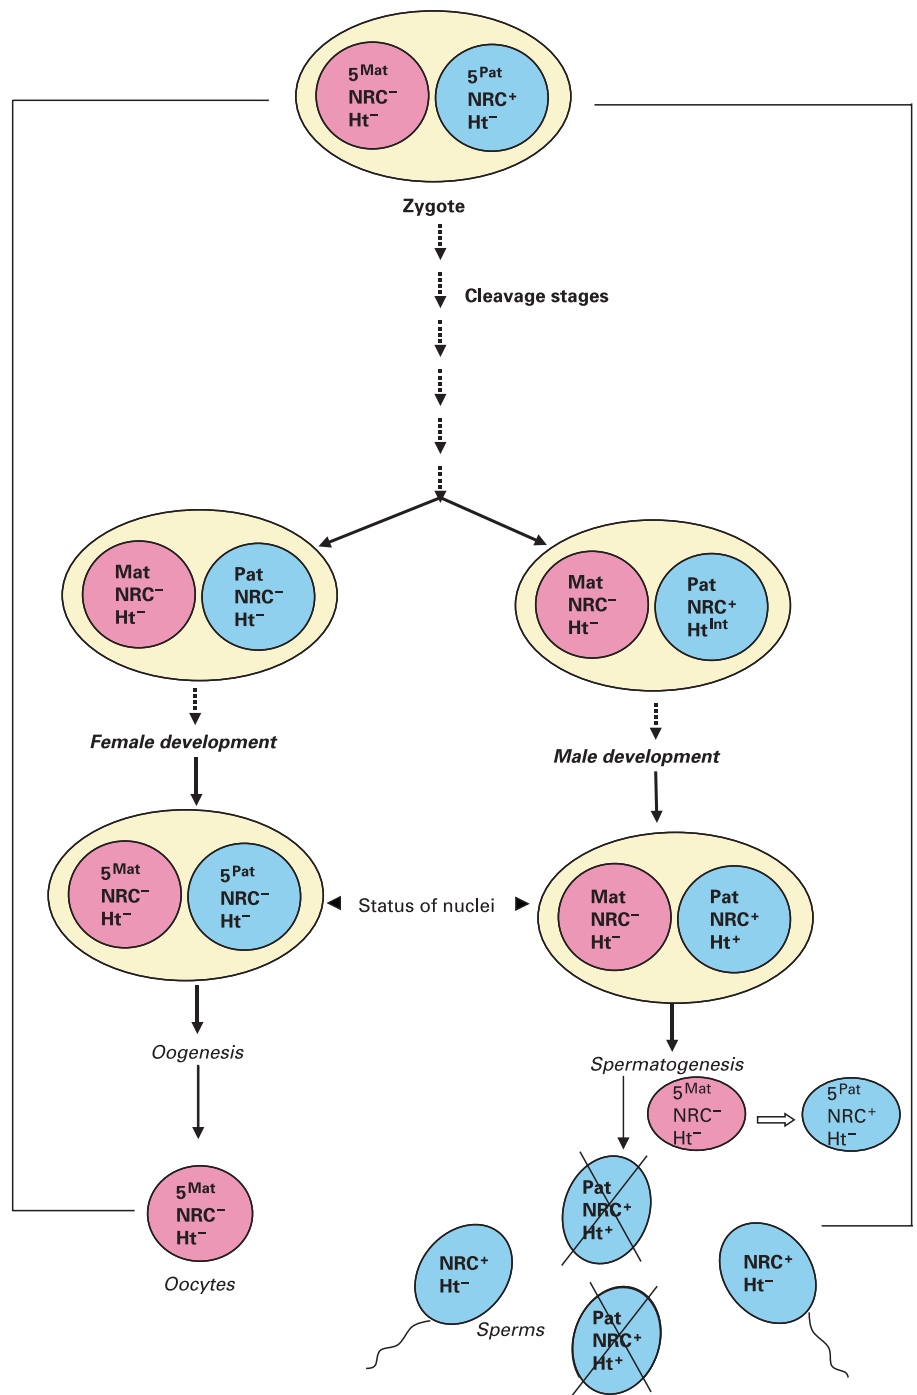 5ᴹᵃᵗ
NRC⁻
Ht⁻
5ᴾᵃᵗ
NRC⁺
Ht⁻
Zygote
Cleavage stages
Mat
NRC⁻
Ht⁻
Pat
NRC⁻
Ht⁻
Mat
NRC⁻
Ht⁻
Pat
NRC⁺
Htᴵⁿᵗ
Female development
Male development
5ᴹᵃᵗ
NRC⁻
Ht⁻
5ᴾᵃᵗ
NRC⁻
Ht⁻
Status of nuclei
Mat
NRC⁻
Ht⁻
Pat
NRC⁺
Ht⁺
Oogenesis
Spermatogenesis
5ᴹᵃᵗ
NRC⁻
Ht⁻
5ᴾᵃᵗ
NRC⁺
Ht⁻
5ᴹᵃᵗ
NRC⁻
Ht⁻
Oocytes
Pat
NRC⁺
Ht⁺
NRC⁺
Ht⁻
NRC⁺
Ht⁻
Sperms
Pat
NRC⁺
Ht⁺